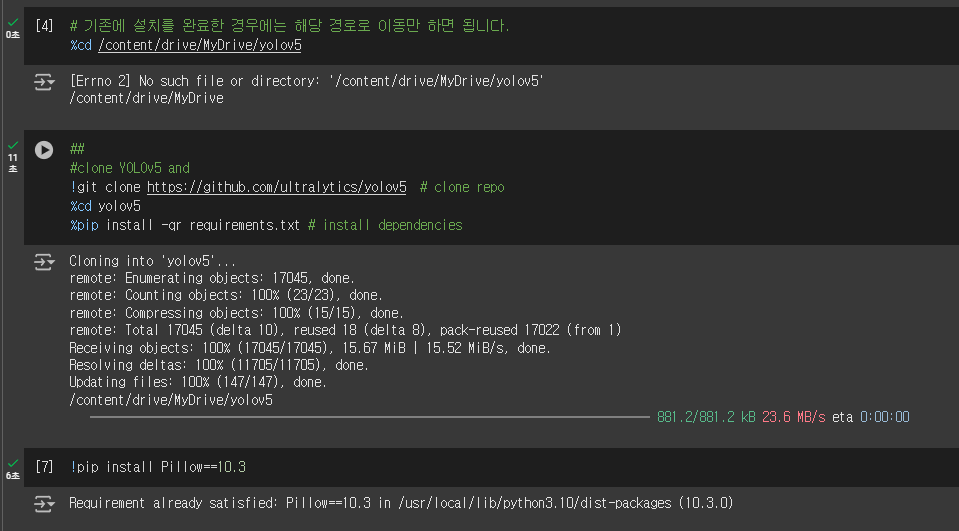 0초
[4] # 기존에 설치를 완료한 경우에는 해당 경로로 이동만 하면 됩니다.
%cd /content/drive/MyDrive/yolov5
[Errno 2] No such file or directory: '/content/drive/MyDrive/yolov5'
/content/drive/MyDrive
11
초
##
#clone YOLOv5 and
!git clone https://github.com/ultralytics/yolov5 # clone repo
%cd yolov5
%pip install -qr requirements.txt # install dependencies
Cloning into 'yolov5'...
remote: Enumerating objects: 17045, done.
remote: Counting objects: 100% (23/23), done.
remote: Compressing objects: 100% (15/15), done.
remote: Total 17045 (delta 10), reused 18 (delta 8), pack-reused 17022 (from 1)
Receiving objects: 100% (17045/17045), 15.67 MiB | 15.52 MiB/s, done.
Resolving deltas: 100% (11705/11705), done.
Updating files: 100% (147/147), done.
/content/drive/MyDrive/yolov5
881.2/881.2 kB 23.6 MB/s eta 0:00:00
6초
[7] !pip install Pillow==10.3
Requirement already satisfied: Pillow==10.3 in /usr/local/lib/python3.10/dist-packages (10.3.0)